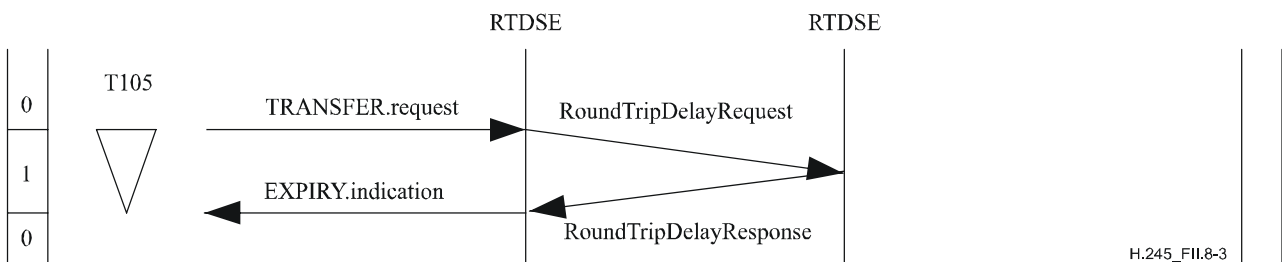 RTDSE RTDSE
T105
0
TRANSFER.request RoundTripDelayRequest
1
EXPIRY.indication
0
RoundTripDelayResponse
H.245_FII.8-3